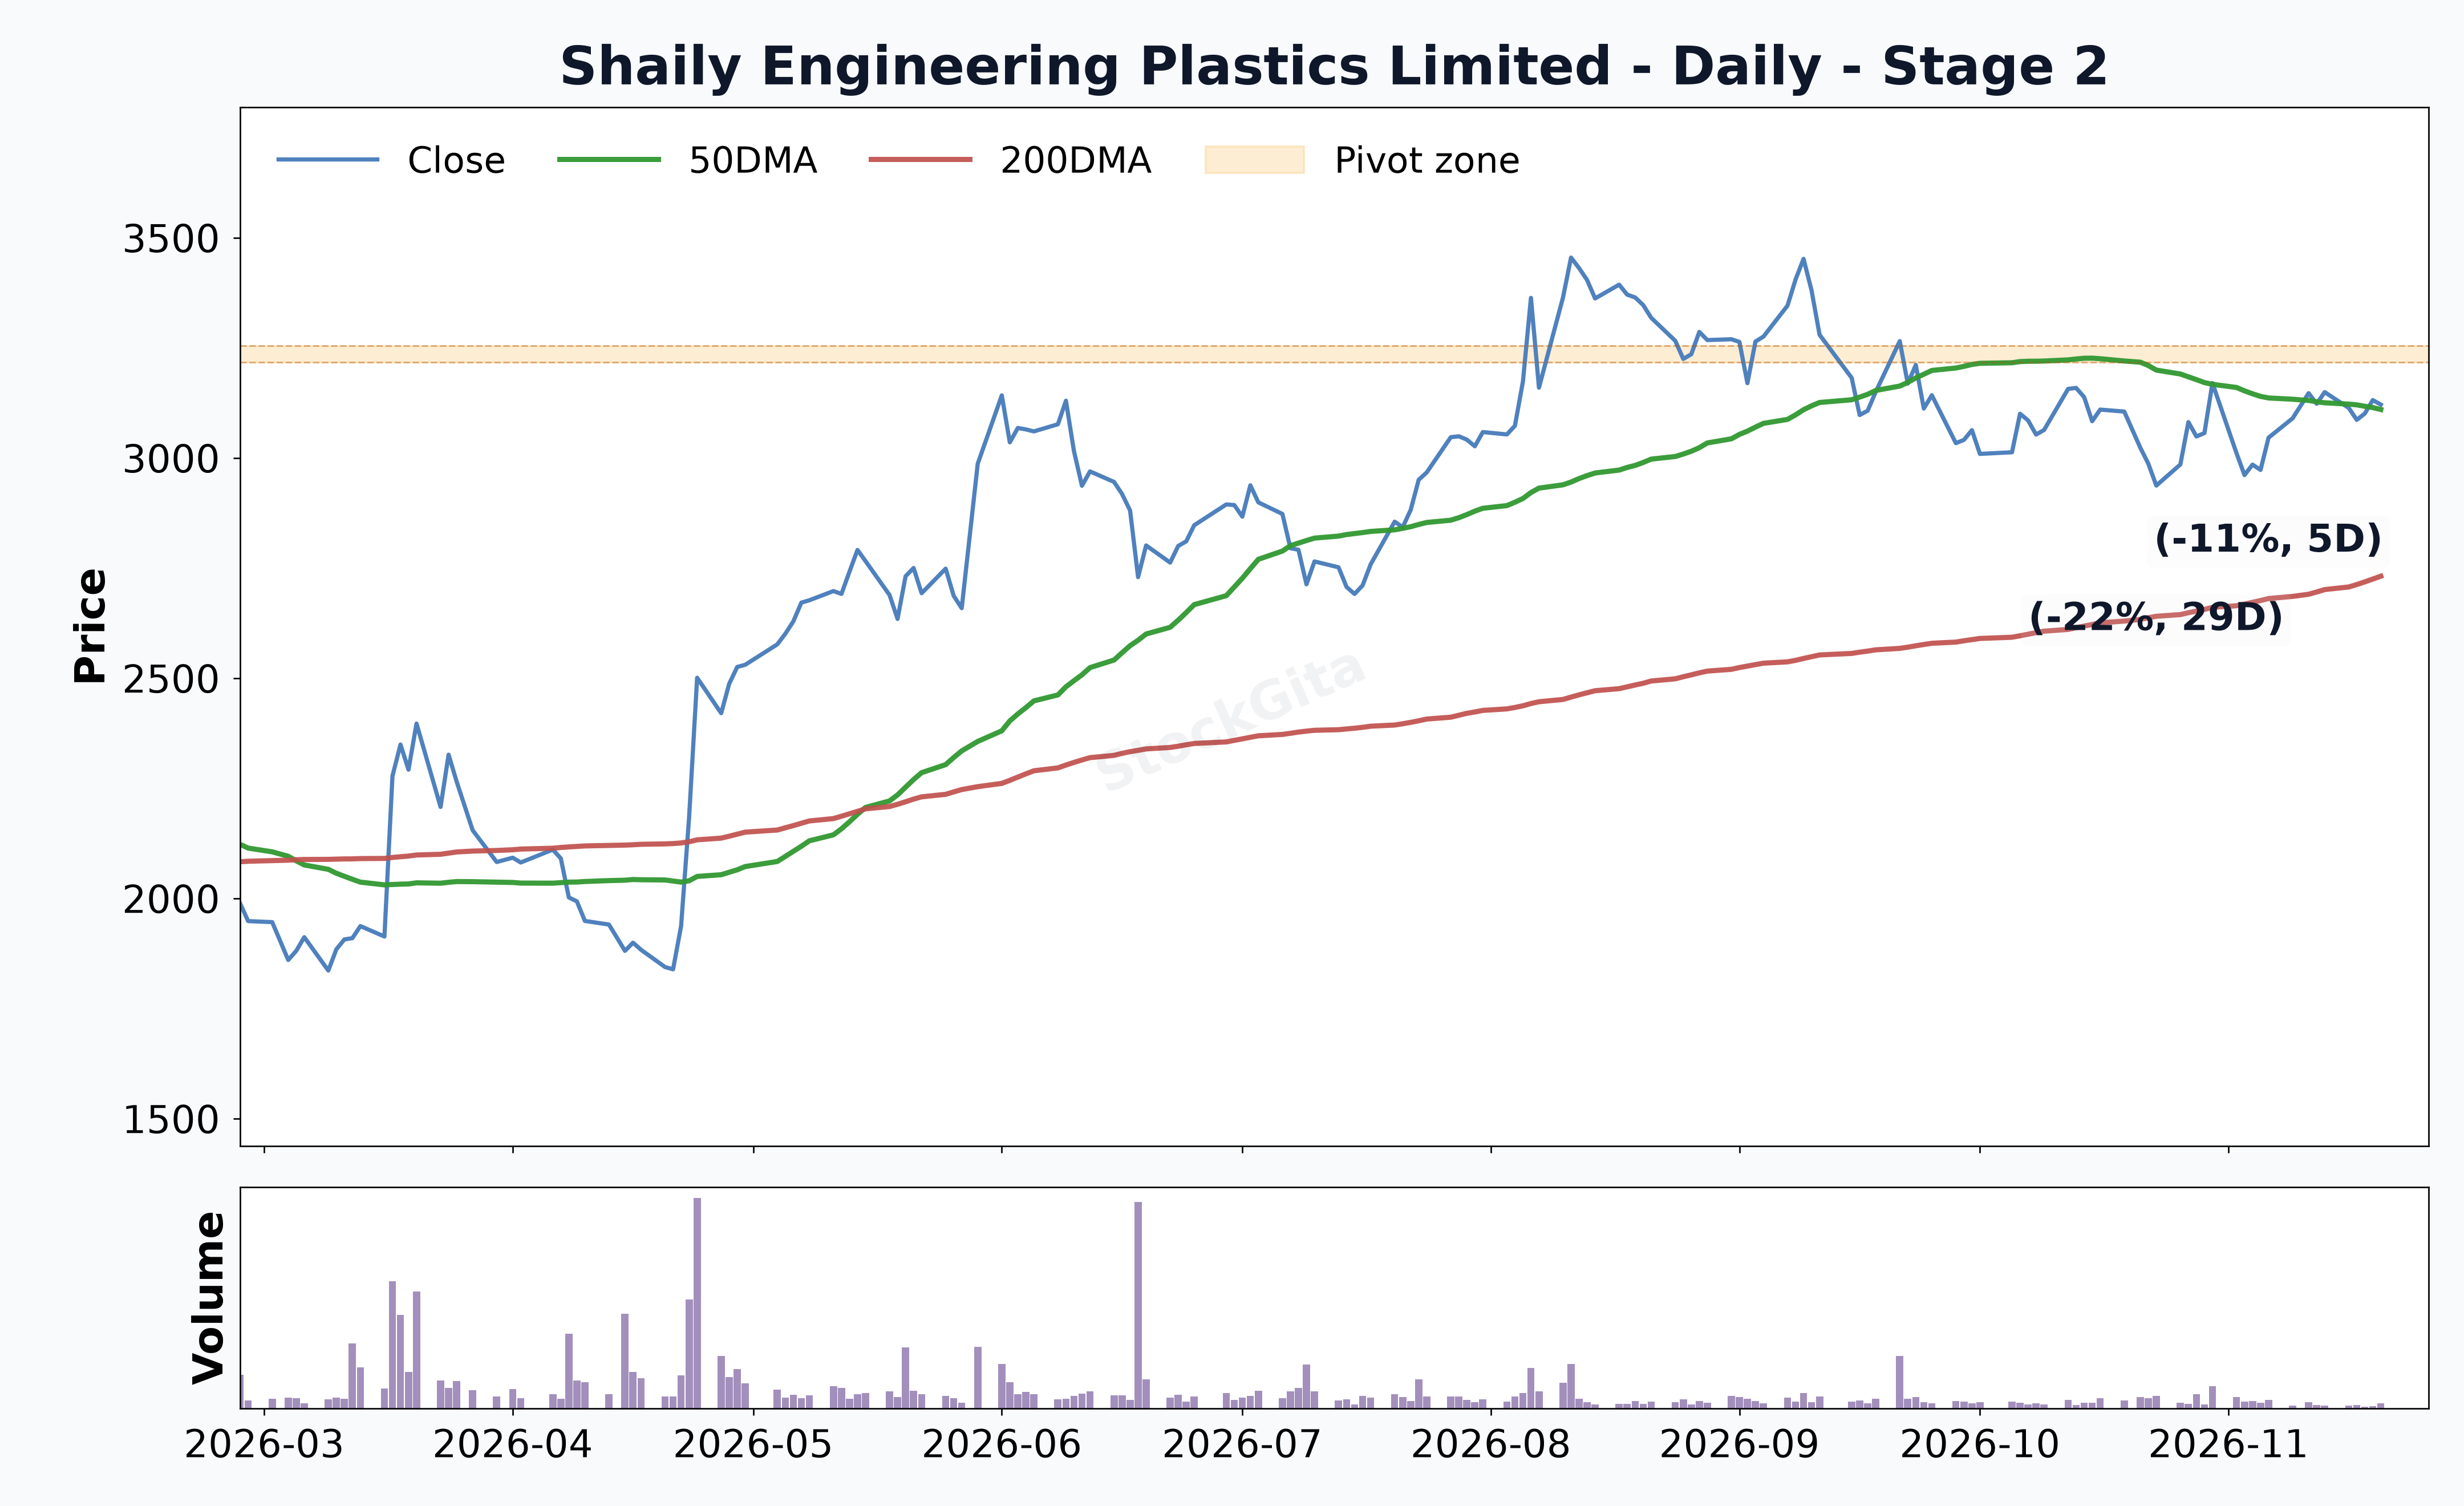 Shaily Engineering Plastics Limited - Daily - Stage 2
Close 50DMA 200DMA Pivot zone
3500
3000
2500
2000
1500
Price
(-11%, 5D)
(-22%, 29D)
StockGita
Volume
2026-03 2026-04 2026-05 2026-06 2026-07 2026-08 2026-09 2026-10 2026-11